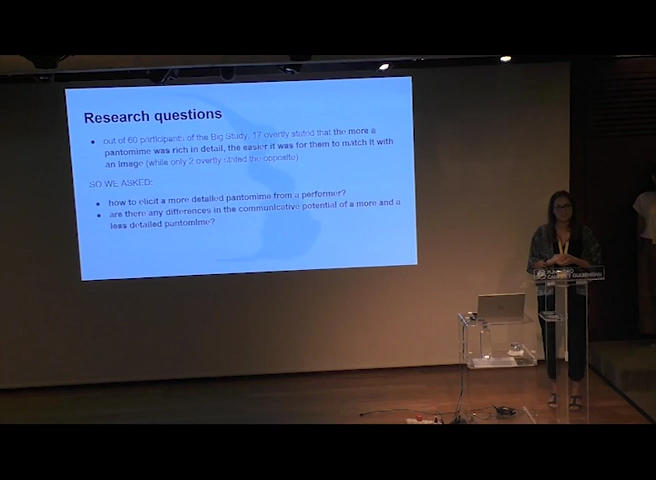 Research questions
• out of 60 participants of the Big Study, 17 overtly stated that the more a
pantomime was rich in detail, the easier it was for them to match it with
an image (while only 2 overtly stated the opposite)
SO WE ASKED:
• how to elicit a more detailed pantomime from a performer?
• are there any differences in the communicative potential of a more and a
less detailed pantomime?
FUNDAÇÃO
CALOUSTE GULBENKIAN